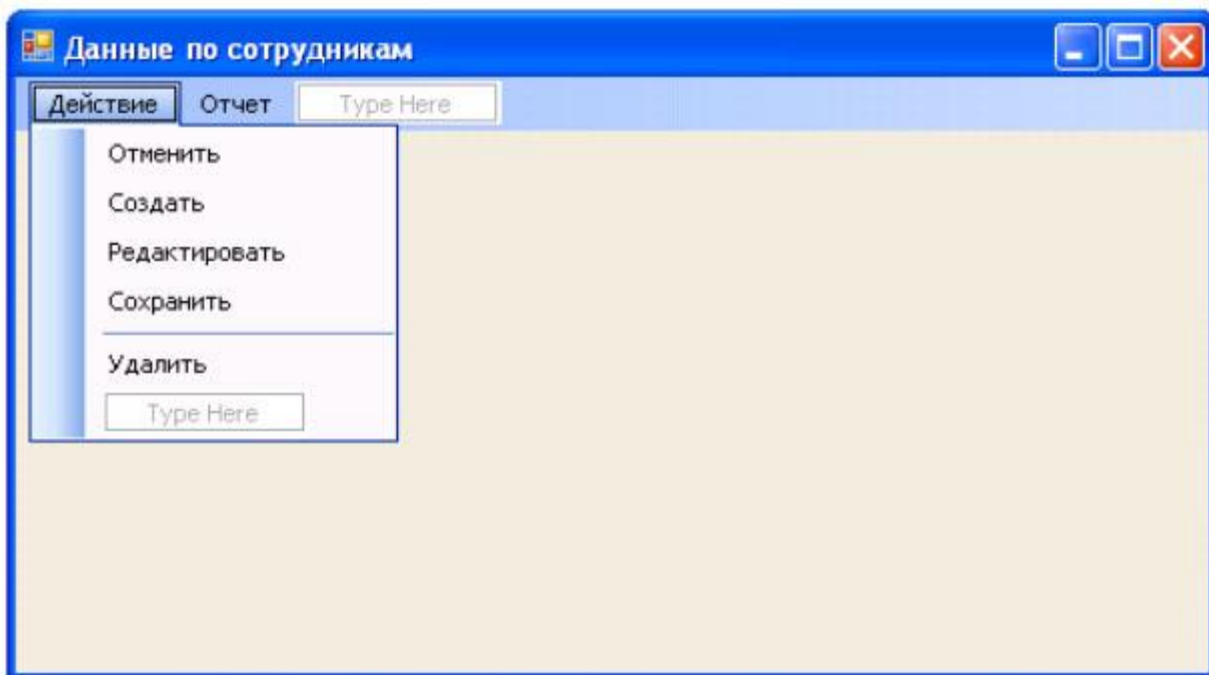 Данные по сотрудникам
Действие Отчет Type Here
Отменить
Создать
Редактировать
Сохранить
Удалить
Type Here